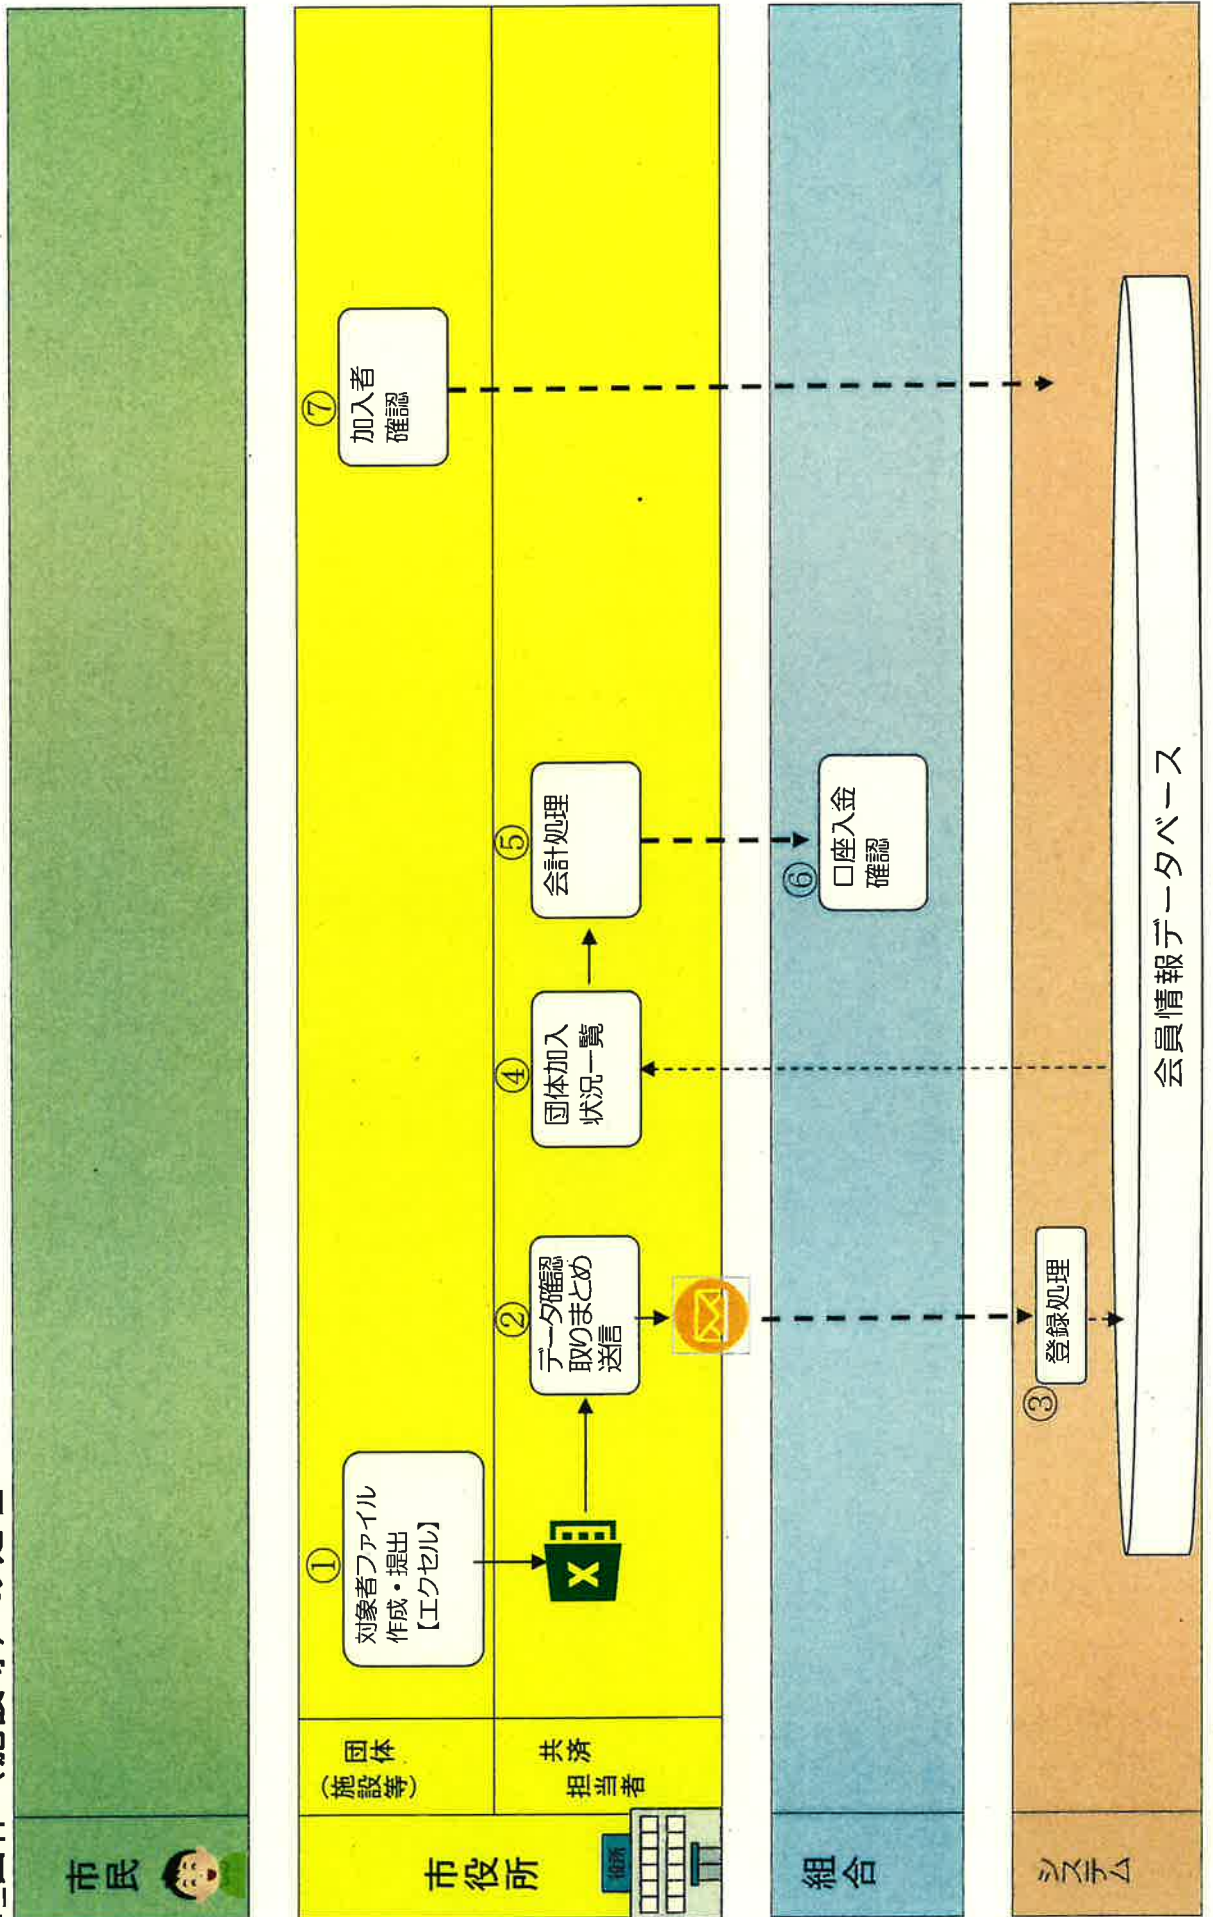 市民
市役所
役所
団体
（施設等）
共済
担当者
組合
システム
①
対象者ファイル
作成・提出
【エクセル】
X
②
データ確認
取りまとめ
送信
③
登録処理
④
団体加入
状況一覧
⑤
会計処理
⑥
口座入金
確認
⑦
加入者
確認
会員情報データベース